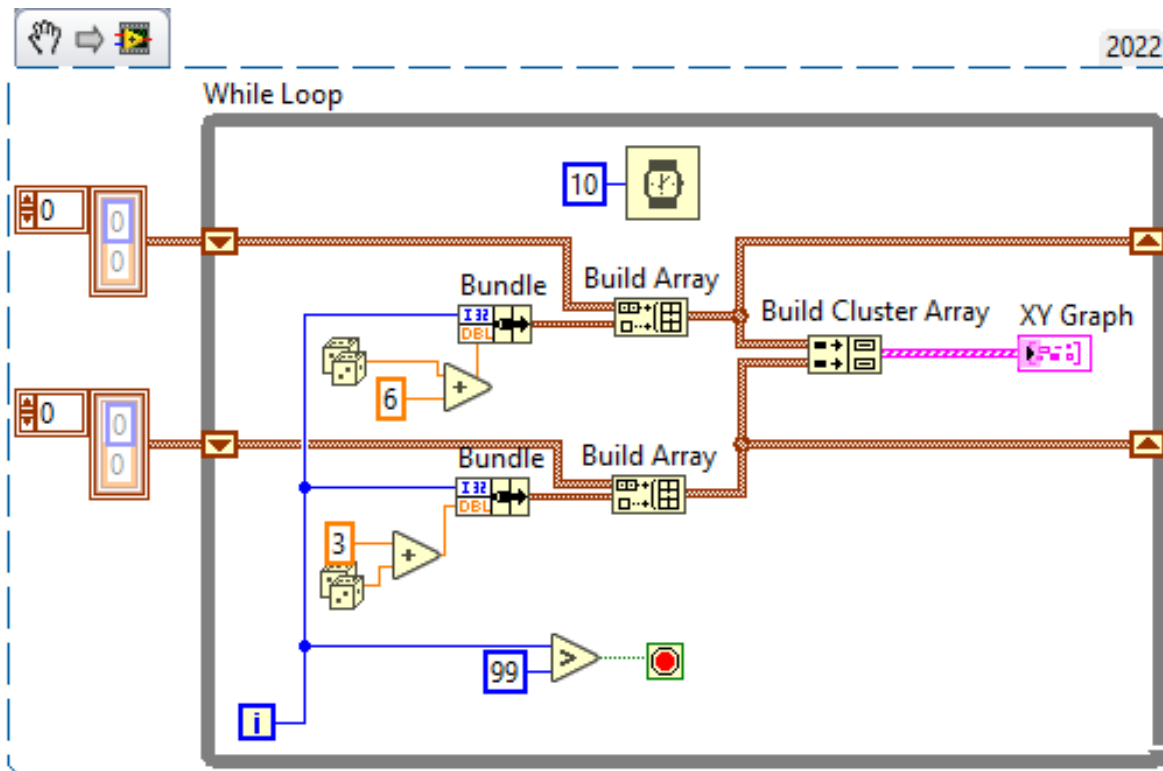 2022
While Loop
10
0
0
0
Bundle
Build Array
I32
DBL
Build Cluster Array
XY Graph
+
6
0
0
0
Bundle
Build Array
I32
DBL
3
+
>
99
i